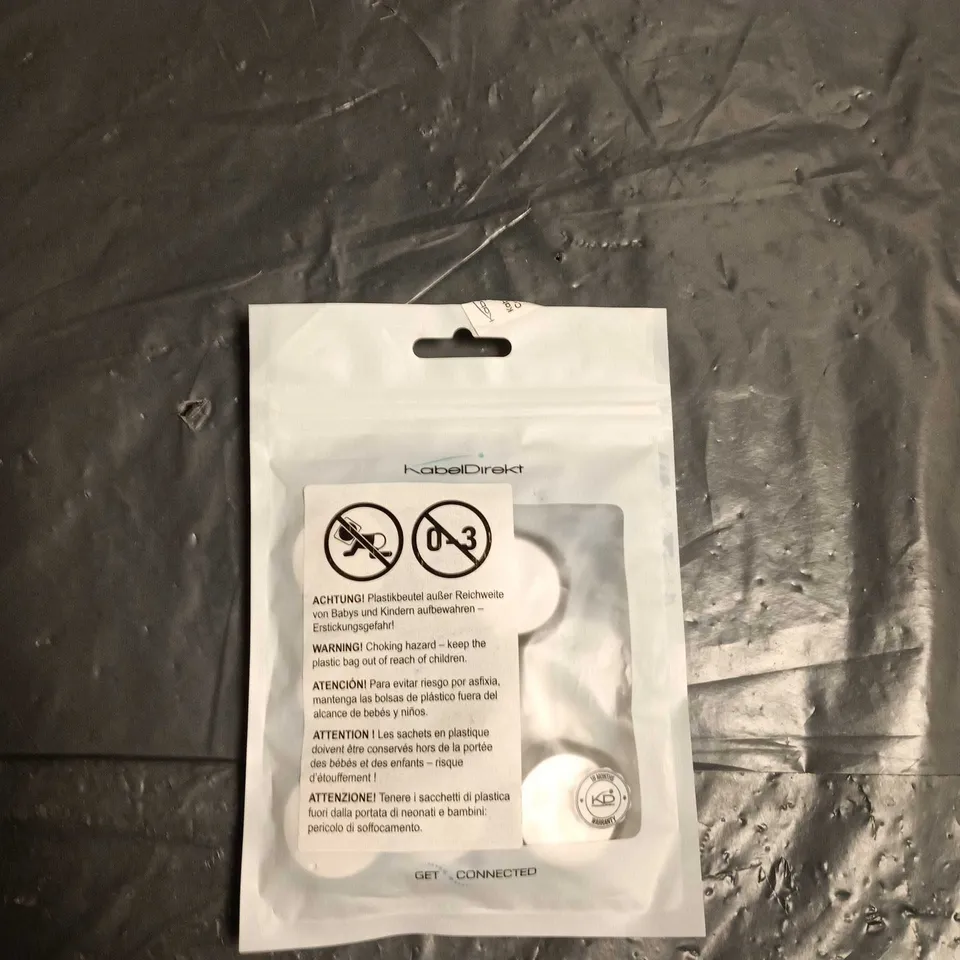 KabelDirekt
0-3
ACHTUNG! Plastikbeutel außer Reichweite
von Babys und Kindern aufbewahren –
Erstickungsgefahr!
WARNING! Choking hazard – keep the
plastic bag out of reach of children.
ATENCIÓN! Para evitar riesgo por asfixia,
mantenga las bolsas de plástico fuera del
alcance de bebés y niños.
ATTENTION ! Les sachets en plastique
doivent être conservés hors de la portée
des bébés et des enfants – risque
d'étouffement !
ATTENZIONE! Tenere i sacchetti di plastica
fuori dalla portata di neonati e bambini:
pericolo di soffocamento.
MONTHS
KD
WARRANTY
GET CONNECTED